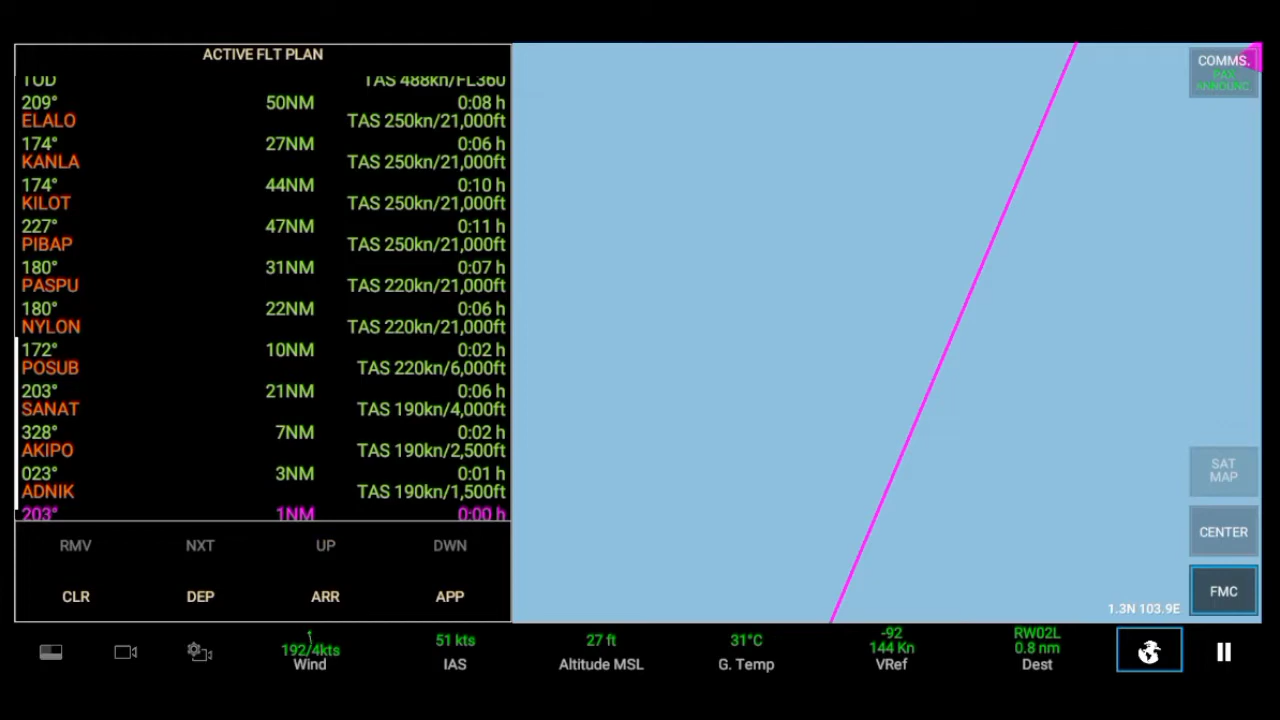 ACTIVE FLT PLAN
TOD TAS 488kn/FL360
209° 50NM 0:08 h
ELALO TAS 250kn/21,000ft
174° 27NM 0:06 h
KANLA TAS 250kn/21,000ft
174° 44NM 0:10 h
KILOT TAS 250kn/21,000ft
227° 47NM 0:11 h
PIBAP TAS 250kn/21,000ft
180° 31NM 0:07 h
PASPU TAS 220kn/21,000ft
180° 22NM 0:06 h
NYLON TAS 220kn/21,000ft
172° 10NM 0:02 h
POSUB TAS 220kn/6,000ft
203° 21NM 0:06 h
SANAT TAS 190kn/4,000ft
328° 7NM 0:02 h
AKIPO TAS 190kn/2,500ft
023° 3NM 0:01 h
ADNIK TAS 190kn/1,500ft
203° 1NM 0:00 h
RMV NXT UP DWN
CLR DEP ARR APP
COMMS.
PAX
ANNOUNC.
SAT
MAP
CENTER
FMC
1.3N 103.9E
192/4kts
Wind
51 kts
IAS
27 ft
Altitude MSL
31°C
G. Temp
-92
144 Kn
VRef
RW02L
0.8 nm
Dest